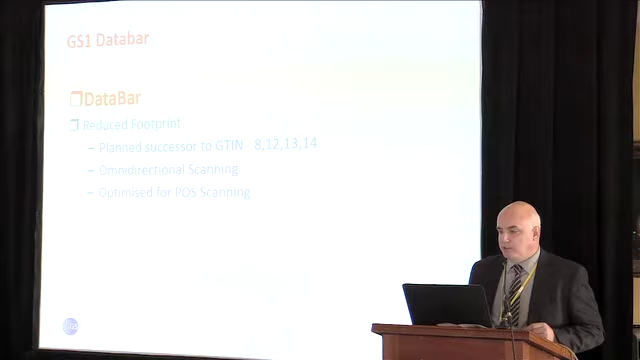 GS1 Databar
DataBar
Reduced Footprint
– Planned successor to GTIN - 8,12,13,14
– Omnidirectional Scanning
– Optimised for POS Scanning